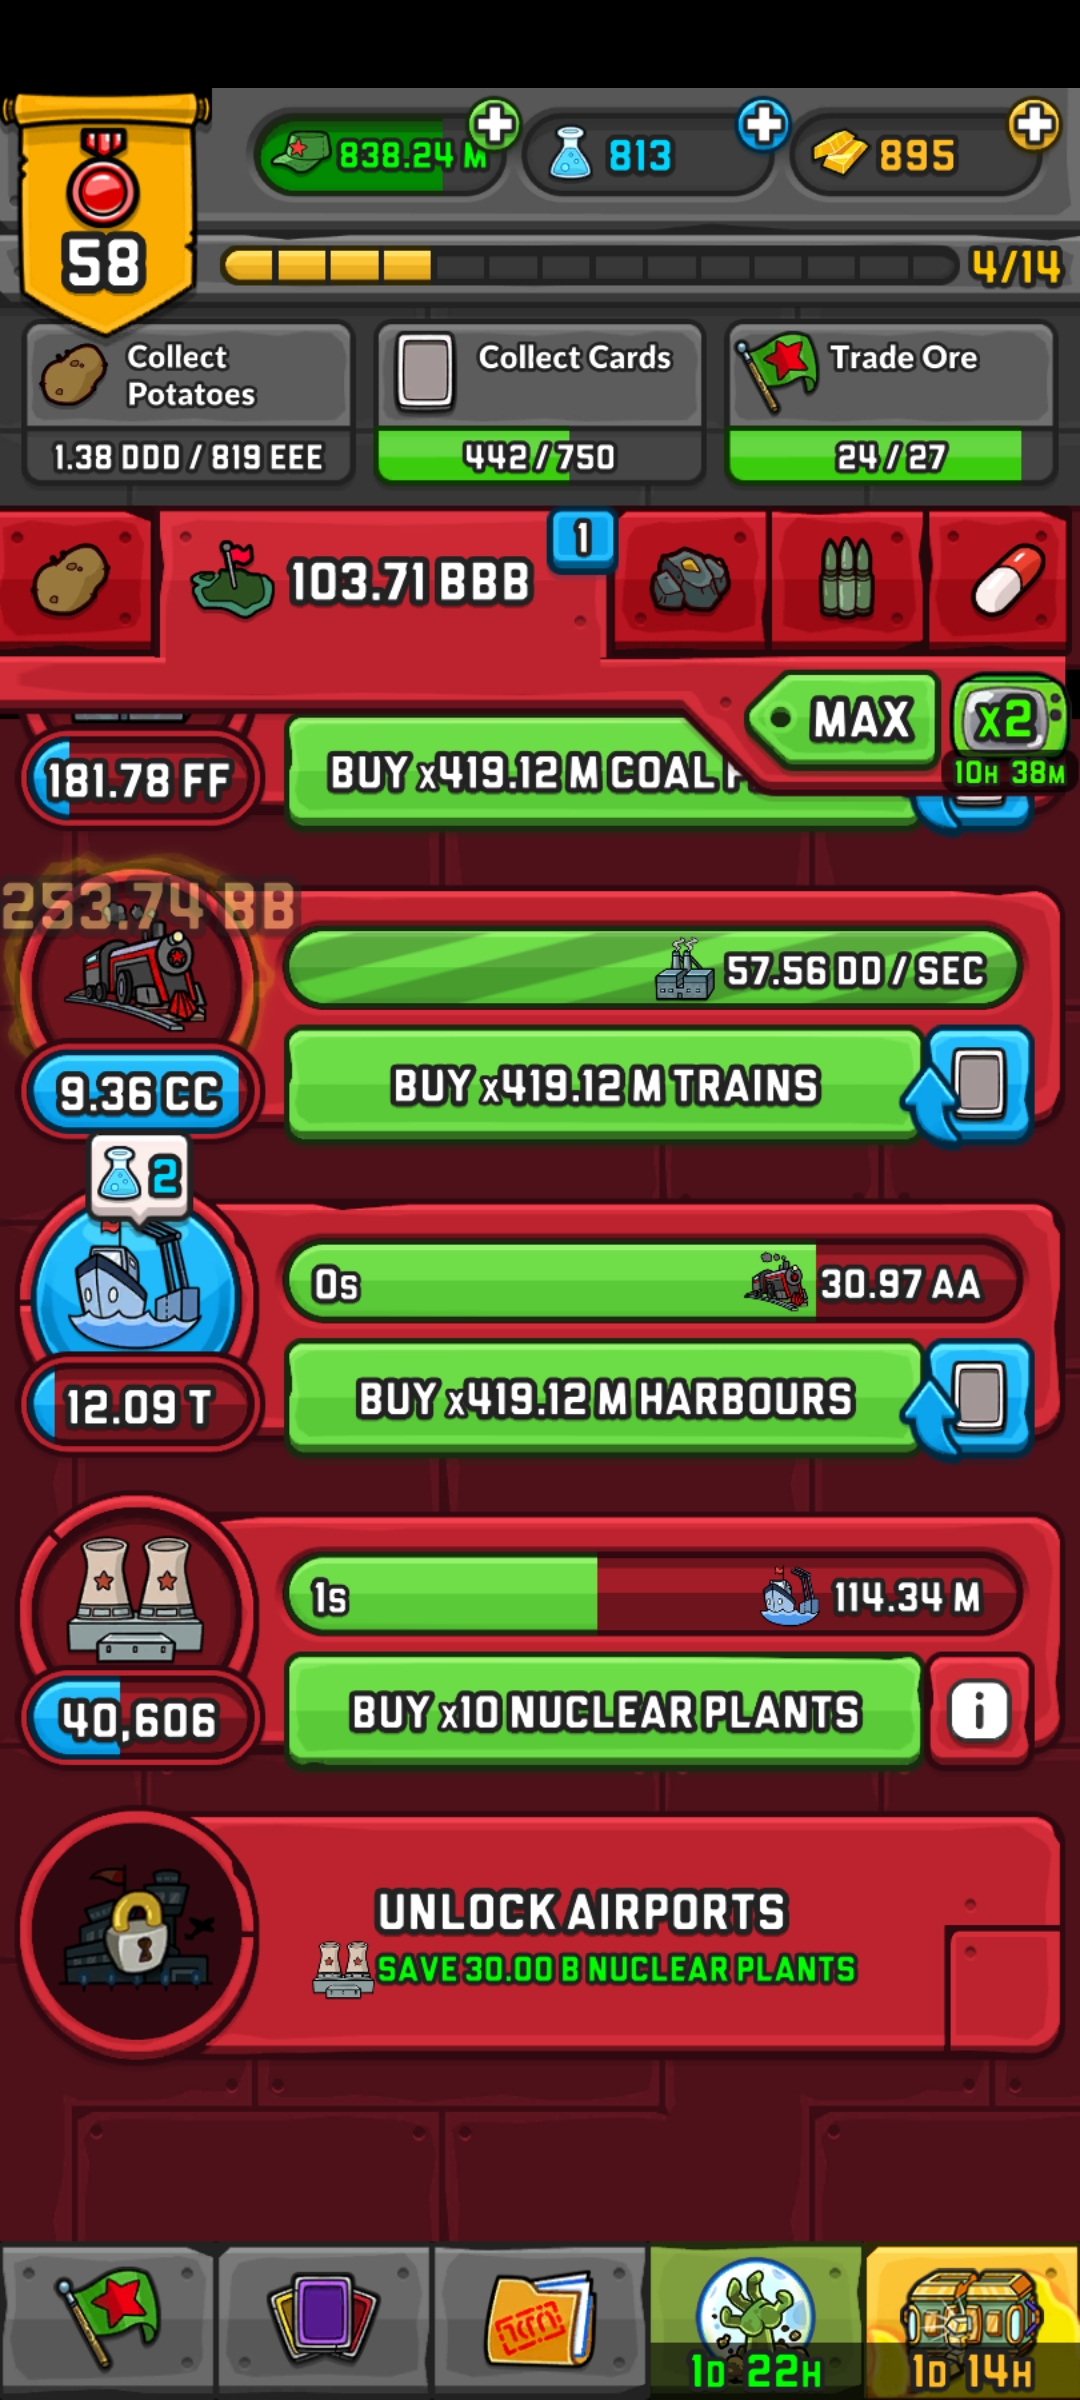 838.24 M
813
895
58
4/14
Collect
Potatoes
Collect Cards
Trade Ore
1.38 DDD / 819 EEE
442/750
24/27
103.71 BBB
1
MAX
x2
10H 38M
181.78 FF
BUY x419.12 M COAL
253.74 BB
57.56 DD / SEC
9.36 CC
BUY x419.12 M TRAINS
2
0s
30.97 AA
12.09 T
BUY x419.12 M HARBOURS
1s
114.34 M
40,606
BUY x10 NUCLEAR PLANTS
i
UNLOCK AIRPORTS
SAVE 30.00 B NUCLEAR PLANTS
1D 22H
1D 14H